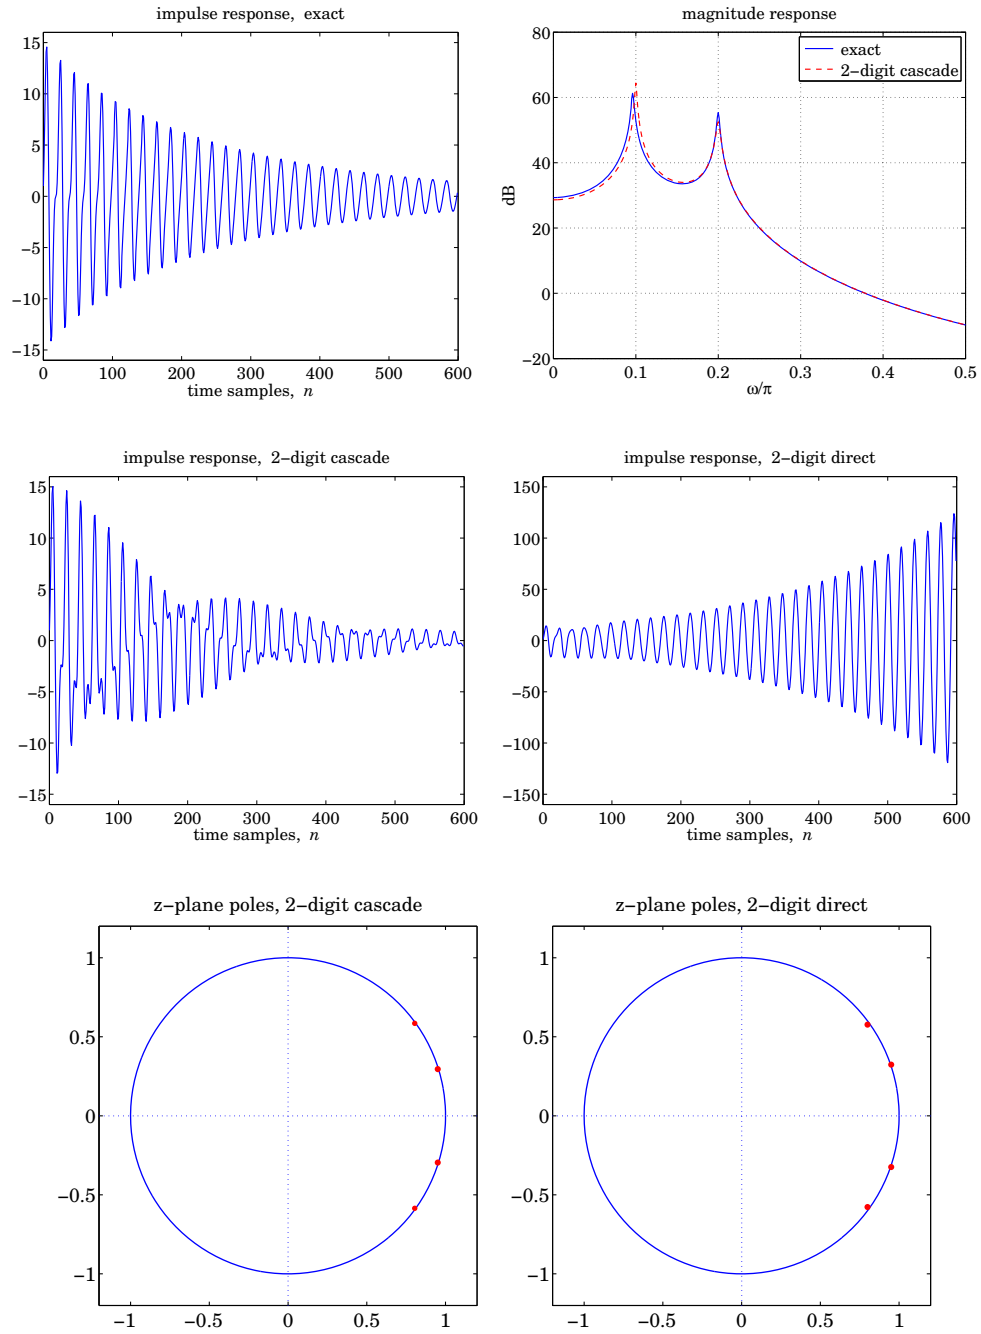 impulse response, exact
15
10
5
0
−5
−10
−15
0 100 200 300 400 500 600
time samples, n
magnitude response
80
60
40
20
0
−20
dB
exact
2−digit cascade
0 0.1 0.2 0.3 0.4 0.5
ω/π
impulse response, 2−digit cascade
15
10
5
0
−5
−10
−15
0 100 200 300 400 500 600
time samples, n
impulse response, 2−digit direct
150
100
50
0
−50
−100
−150
0 100 200 300 400 500 600
time samples, n
z−plane poles, 2−digit cascade
1
0.5
0
−0.5
−1
−1 −0.5 0 0.5 1
z−plane poles, 2−digit direct
1
0.5
0
−0.5
−1
−1 −0.5 0 0.5 1